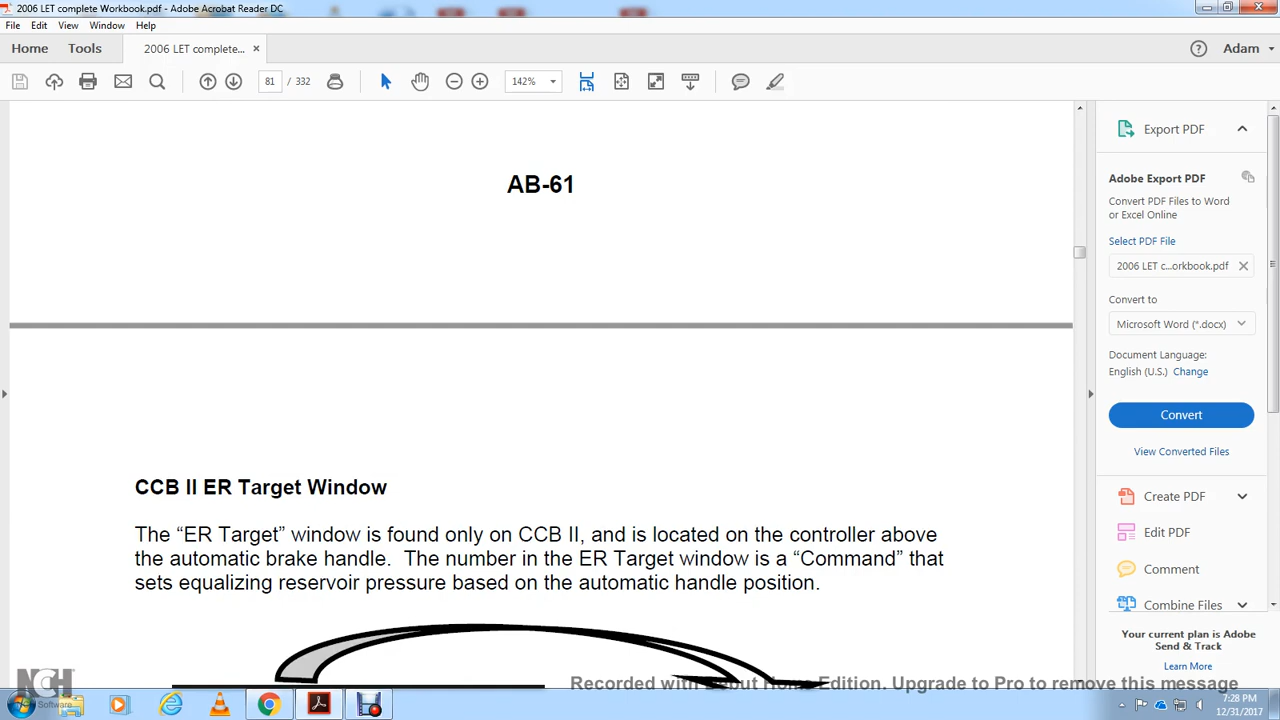 2006 LET complete Workbook.pdf - Adobe Acrobat Reader DC
File Edit View Window Help
Home Tools 2006 LET complete... × Adam
81 / 332 142%
Export PDF
AB-61
Adobe Export PDF
Convert PDF Files to Word
or Excel Online
Select PDF File
2006 LET c...orkbook.pdf
Convert to
Microsoft Word (*.docx)
Document Language:
English (U.S.) Change
Convert
View Converted Files
CCB II ER Target Window
Create PDF
The “ER Target” window is found only on CCB II, and is located on the controller above
the automatic brake handle. The number in the ER Target window is a “Command” that
sets equalizing reservoir pressure based on the automatic handle position.
Edit PDF
Comment
Combine Files
Your current plan is Adobe
Send & Track
Learn More
NCH
Software
Recorded with Debut Home Edition. Upgrade to Pro to remove this message
7:28 PM
12/31/2017